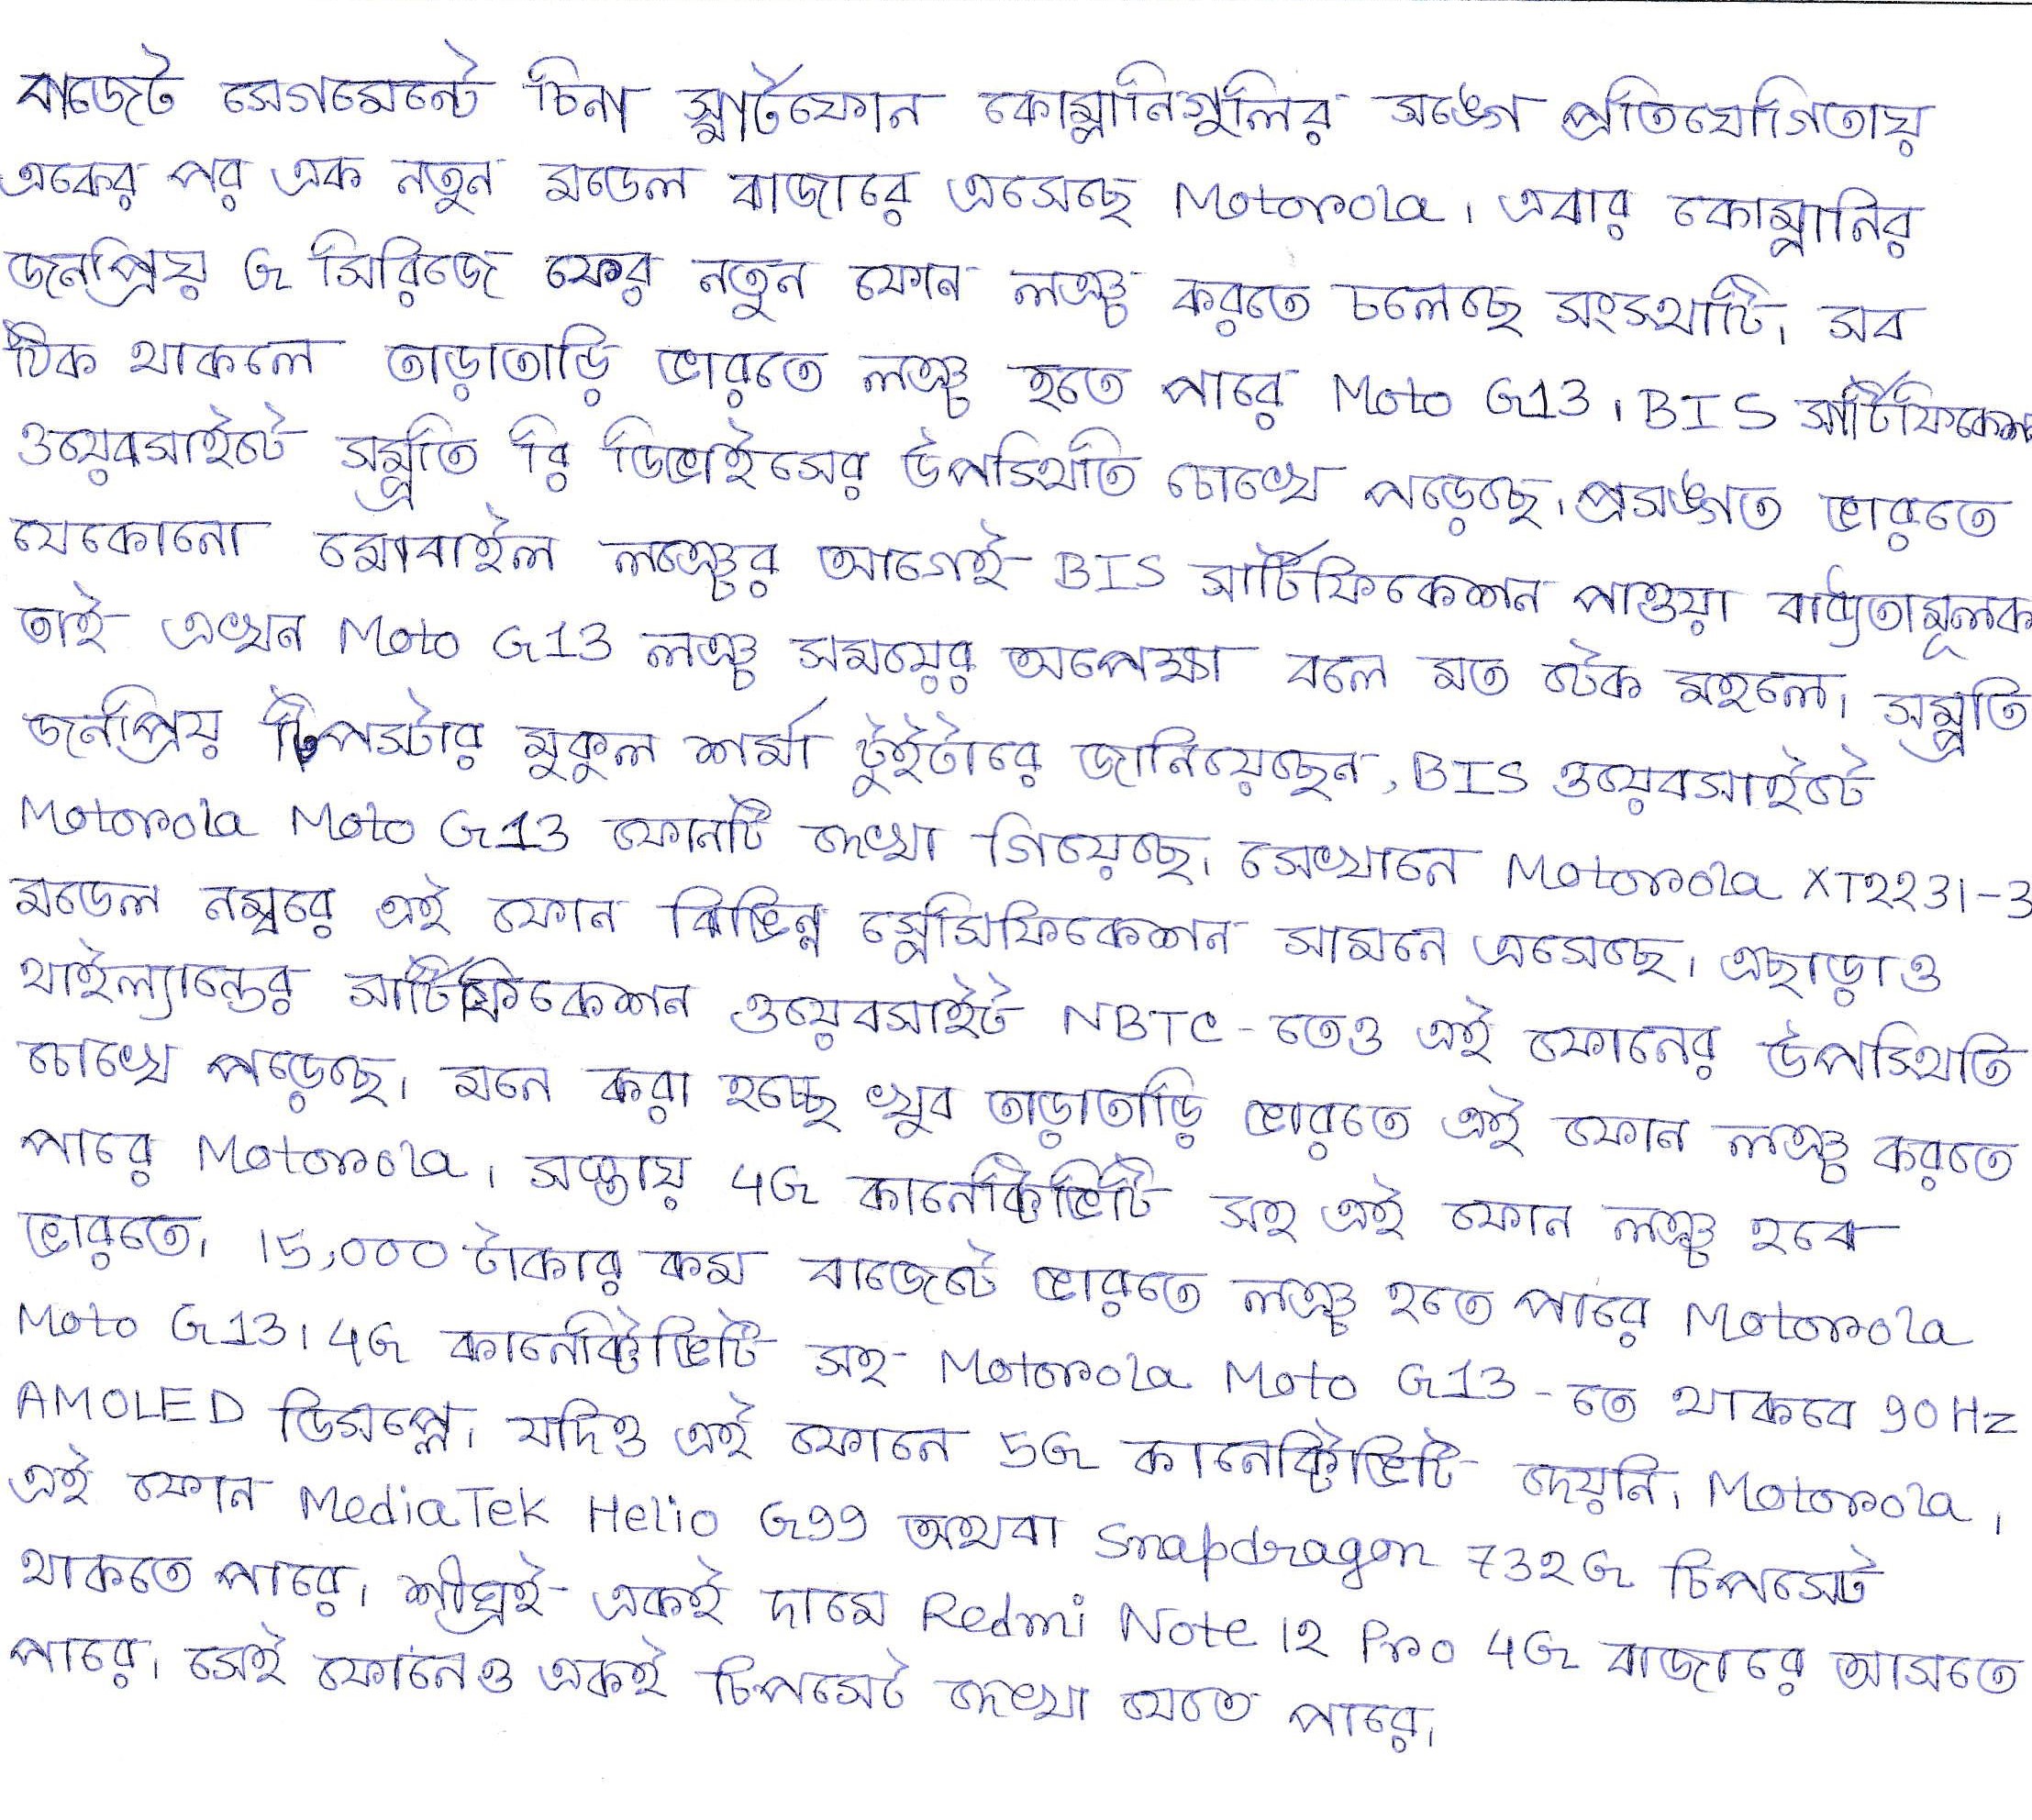 বাজেট সেগমেন্টে চিনা স্মার্টফোন কোম্পানিগুলির সঙ্গে প্রতিযোগিতায়
একের পর এক নতুন মডেল বাজারে এসেছে Motorola। এবার কোম্পানির
জনপ্রিয় G সিরিজে ফের নতুন ফোন লঞ্চ করতে চলেছে সংস্থাটি। সব
ঠিক থাকলে তাড়াতাড়ি ভারতে লঞ্চ হতে পারে Moto G13। BIS সার্টিফিকেশন
ওয়েবসাইটে সম্প্রতি রি ডিভাইসের উপস্থিতি চোখে পড়েছে। প্রসঙ্গত ভারতে
যেকোনো মোবাইল লঞ্চের আগেই BIS সার্টিফিকেশন পাওয়া বাধ্যতামূলক
তাই এখন Moto G13 লঞ্চ সময়ের অপেক্ষা বলে মত টেক মহলে। সম্প্রতি
জনপ্রিয় টিপস্টার মুকুল শর্মা টুইটারে জানিয়েছেন, BIS ওয়েবসাইটে
Motorola Moto G13 ফোনটি দেখা গিয়েছে। সেখানে Motorola XT2231-3
মডেল নম্বরে এই ফোন বিভিন্ন স্পেসিফিকেশন সামনে এসেছে। এছাড়াও
থাইল্যান্ডের সার্টিফিকেশন ওয়েবসাইট NBTC-তেও এই ফোনের উপস্থিতি
চোখে পড়েছে। মনে করা হচ্ছে খুব তাড়াতাড়ি ভারতে এই ফোন লঞ্চ করতে
পারে Motorola। সস্তায় 4G কানেক্টিভিটি সহ এই ফোন লঞ্চ হবে
ভারতে। 15,000 টাকার কম বাজেটে ভারতে লঞ্চ হতে পারে Motorola
Moto G13। 4G কানেক্টিভিটি সহ Motorola Moto G13-তে থাকবে 90Hz
AMOLED ডিসপ্লে। যদিও এই ফোনে 5G কানেক্টিভিটি দেয়নি। Motorola।
এই ফোন MediaTek Helio G99 অথবা Snapdragon 732G চিপসেট
থাকতে পারে। শীঘ্রই একই দামে Redmi Note 12 Pro 4G বাজারে আসতে
পারে। সেই ফোনেও একই চিপসেট দেখা যেতে পারে।